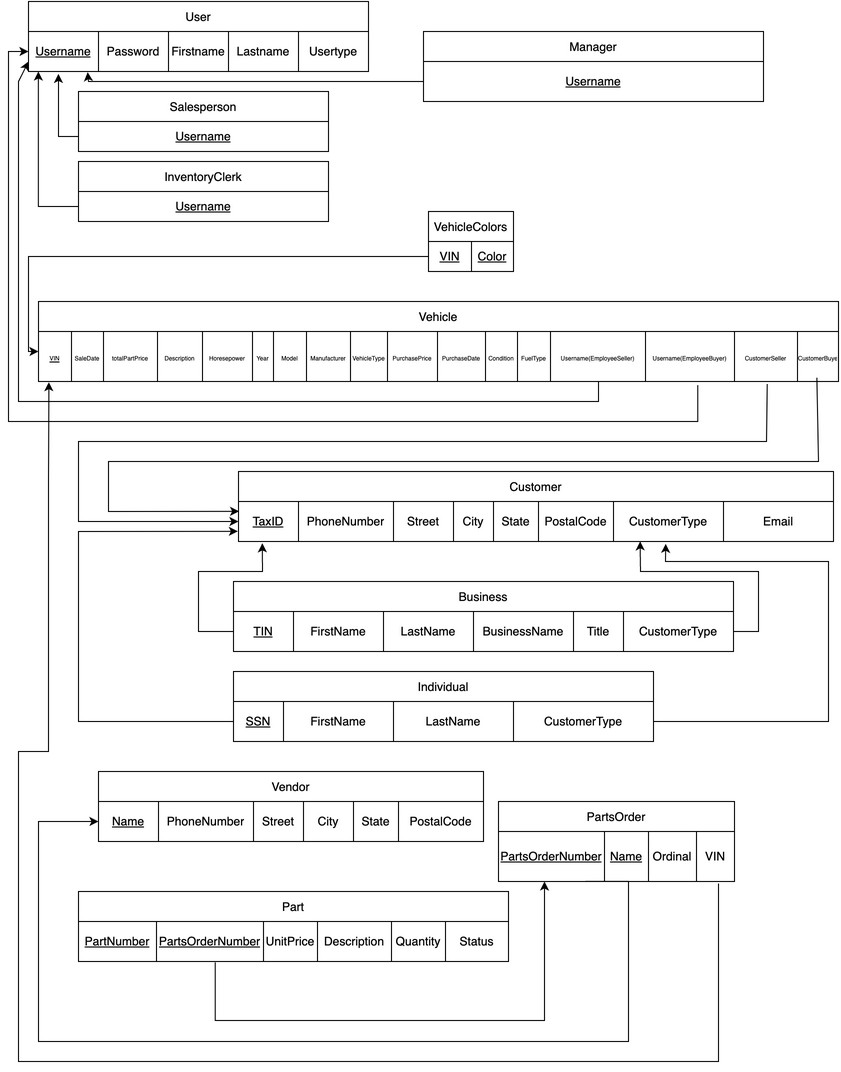 User
Username Password Firstname Lastname Usertype
Manager
Username
Salesperson
Username
InventoryClerk
Username
VehicleColors
VIN Color
Vehicle
VIN SaleDate totalPartPrice Description Horesepower Year Model Manufacturer VehicleType PurchasePrice PurchaseDate Condition FuelType Username(EmployeeSeller) Username(EmployeeBuyer) CustomerSeller CustomerBuye
Customer
TaxID PhoneNumber Street City State PostalCode CustomerType Email
Business
TIN FirstName LastName BusinessName Title CustomerType
Individual
SSN FirstName LastName CustomerType
Vendor
Name PhoneNumber Street City State PostalCode
PartsOrder
PartsOrderNumber Name Ordinal VIN
Part
PartNumber PartsOrderNumber UnitPrice Description Quantity Status